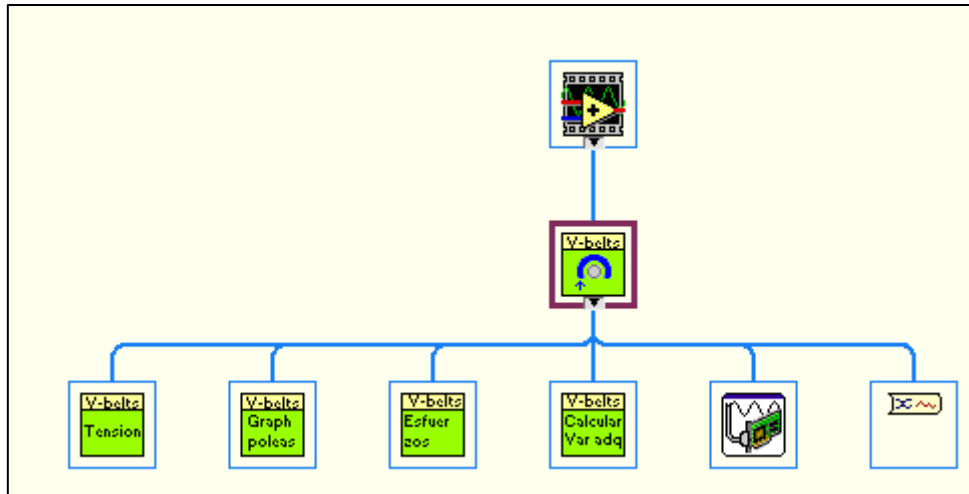 V-belts
V-belts
Tension
V-belts
Graph
poleas
V-belts
Esfuer
zos
V-belts
Calcular
Var adq